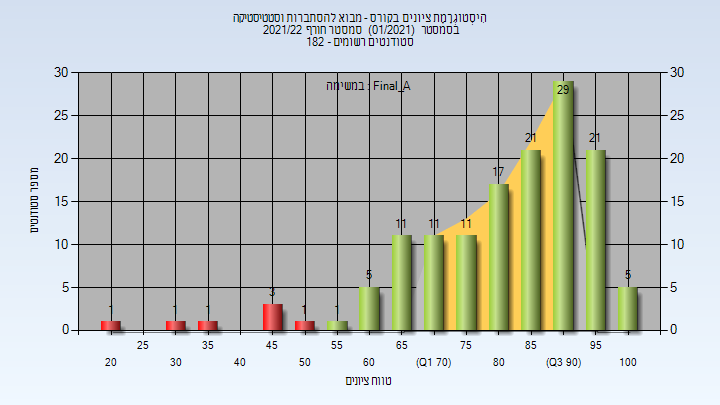 היסטוגרמת ציונים בקורס - מבוא להסתברות וסטטיסטיקה
בסמסטר (01/2021) סמסטר חורף 2021/22
סטודנטים רשומים - 182
במשימה : Final_A
מספר סטודנטים
30 25 20 15 10 5 0
30 25 20 15 10 5 0
1 1 1 3 1 1 5 11 11 11 17 21 29 21 5
25 35 45 55 65 75 85 95
20 30 40 50 60 (Q1 70) 80 (Q3 90) 100
טווח ציונים